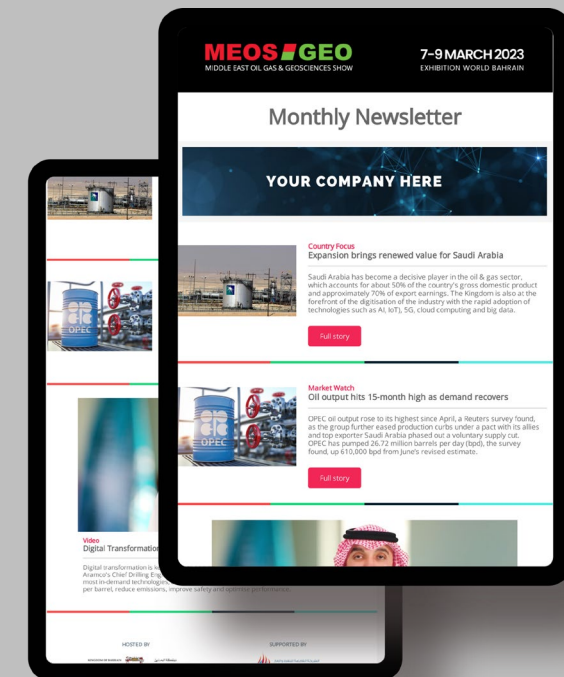 MEOS GEO
MIDDLE EAST OIL GAS & GEOSCIENCES SHOW
7-9 MARCH 2023
EXHIBITION WORLD BAHRAIN
Monthly Newsletter
YOUR COMPANY HERE
Country Focus
Expansion brings renewed value for Saudi Arabia
Saudi Arabia has become a decisive player in the oil & gas sector,
which accounts for about 50% of the country's gross domestic product
and approximately 70% of export earnings. The Kingdom is also at the
forefront of the digitisation of the industry with the rapid adoption of
technologies such as AI, IoT), 5G, cloud computing and big data.
Full story
Market Watch
Oil output hits 15-month high as demand recovers
OPEC oil output rose to its highest since April, a Reuters survey found,
as the group further eased production curbs under a pact with its allies
and top exporter Saudi Arabia phased out a voluntary supply cut.
OPEC has pumped 26.72 million barrels per day (bpd), the survey
found, up 610,000 bpd from June's revised estimate.
Full story
OPEC
OPEC
Video
Digital Transformation
Digital transformation is
Aramco's Chief Drilling
most in-demand technologies,
per barrel, reduce emissions, improve safety and optimise performance.
HOSTED BY
SUPPORTED BY